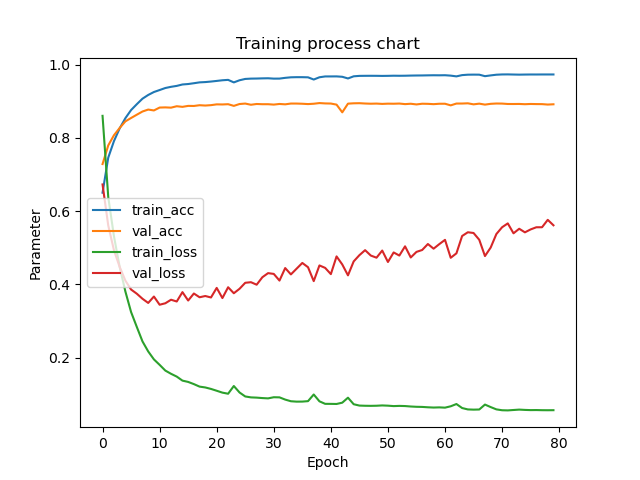 Training process chart
1.0
0.8
0.6
0.4
0.2
Parameter
train_acc
val_acc
train_loss
val_loss
0 10 20 30 40 50 60 70 80
Epoch